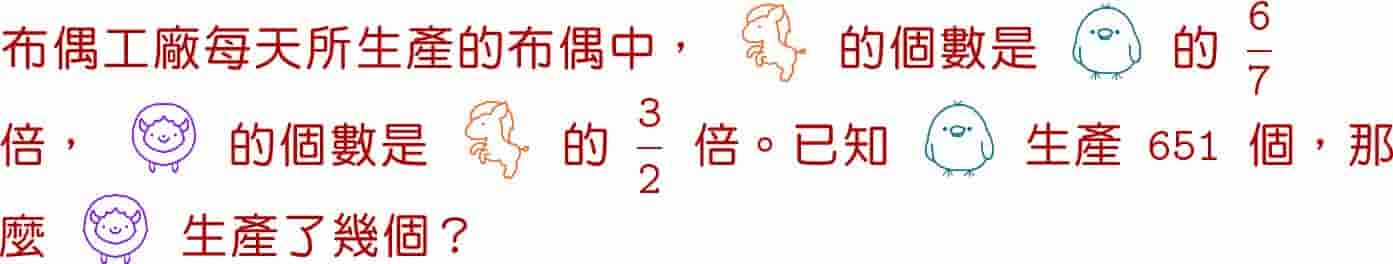 布偶工廠每天所生產的布偶中， 的個數是 的 6/7
倍， 的個數是 的 3/2 倍。已知 生產 651 個，那
麼 生產了幾個？